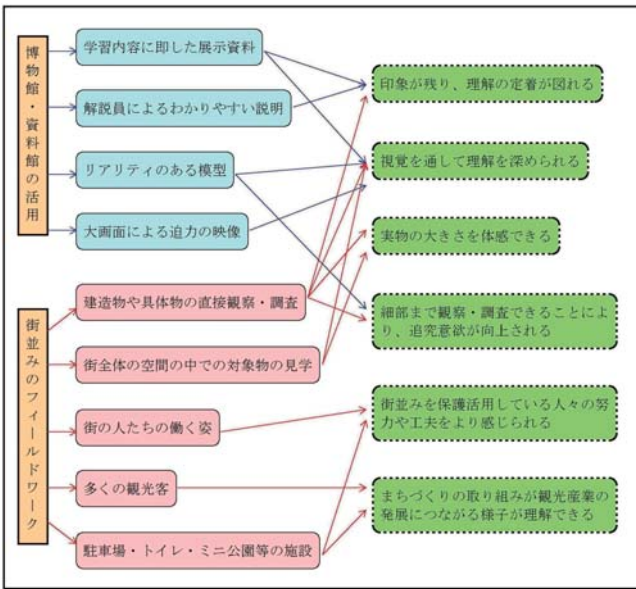 博物館・資料館の活用
学習内容に即した展示資料
解説員によるわかりやすい説明
リアリティのある模型
大画面による迫力の映像
街並みのフィールドワーク
建造物や具体物の直接観察・調査
街全体の空間の中での対象物の見学
街の人たちの働く姿
多くの観光客
駐車場・トイレ・ミニ公園等の施設
印象が残り、理解の定着が図れる
視覚を通して理解を深められる
実物の大きさを体感できる
細部まで観察・調査できることによ
り、追究意欲が向上される
街並みを保護活用している人々の努
力や工夫をより感じられる
まちづくりの取り組みが観光産業の
発展につながる様子が理解できる